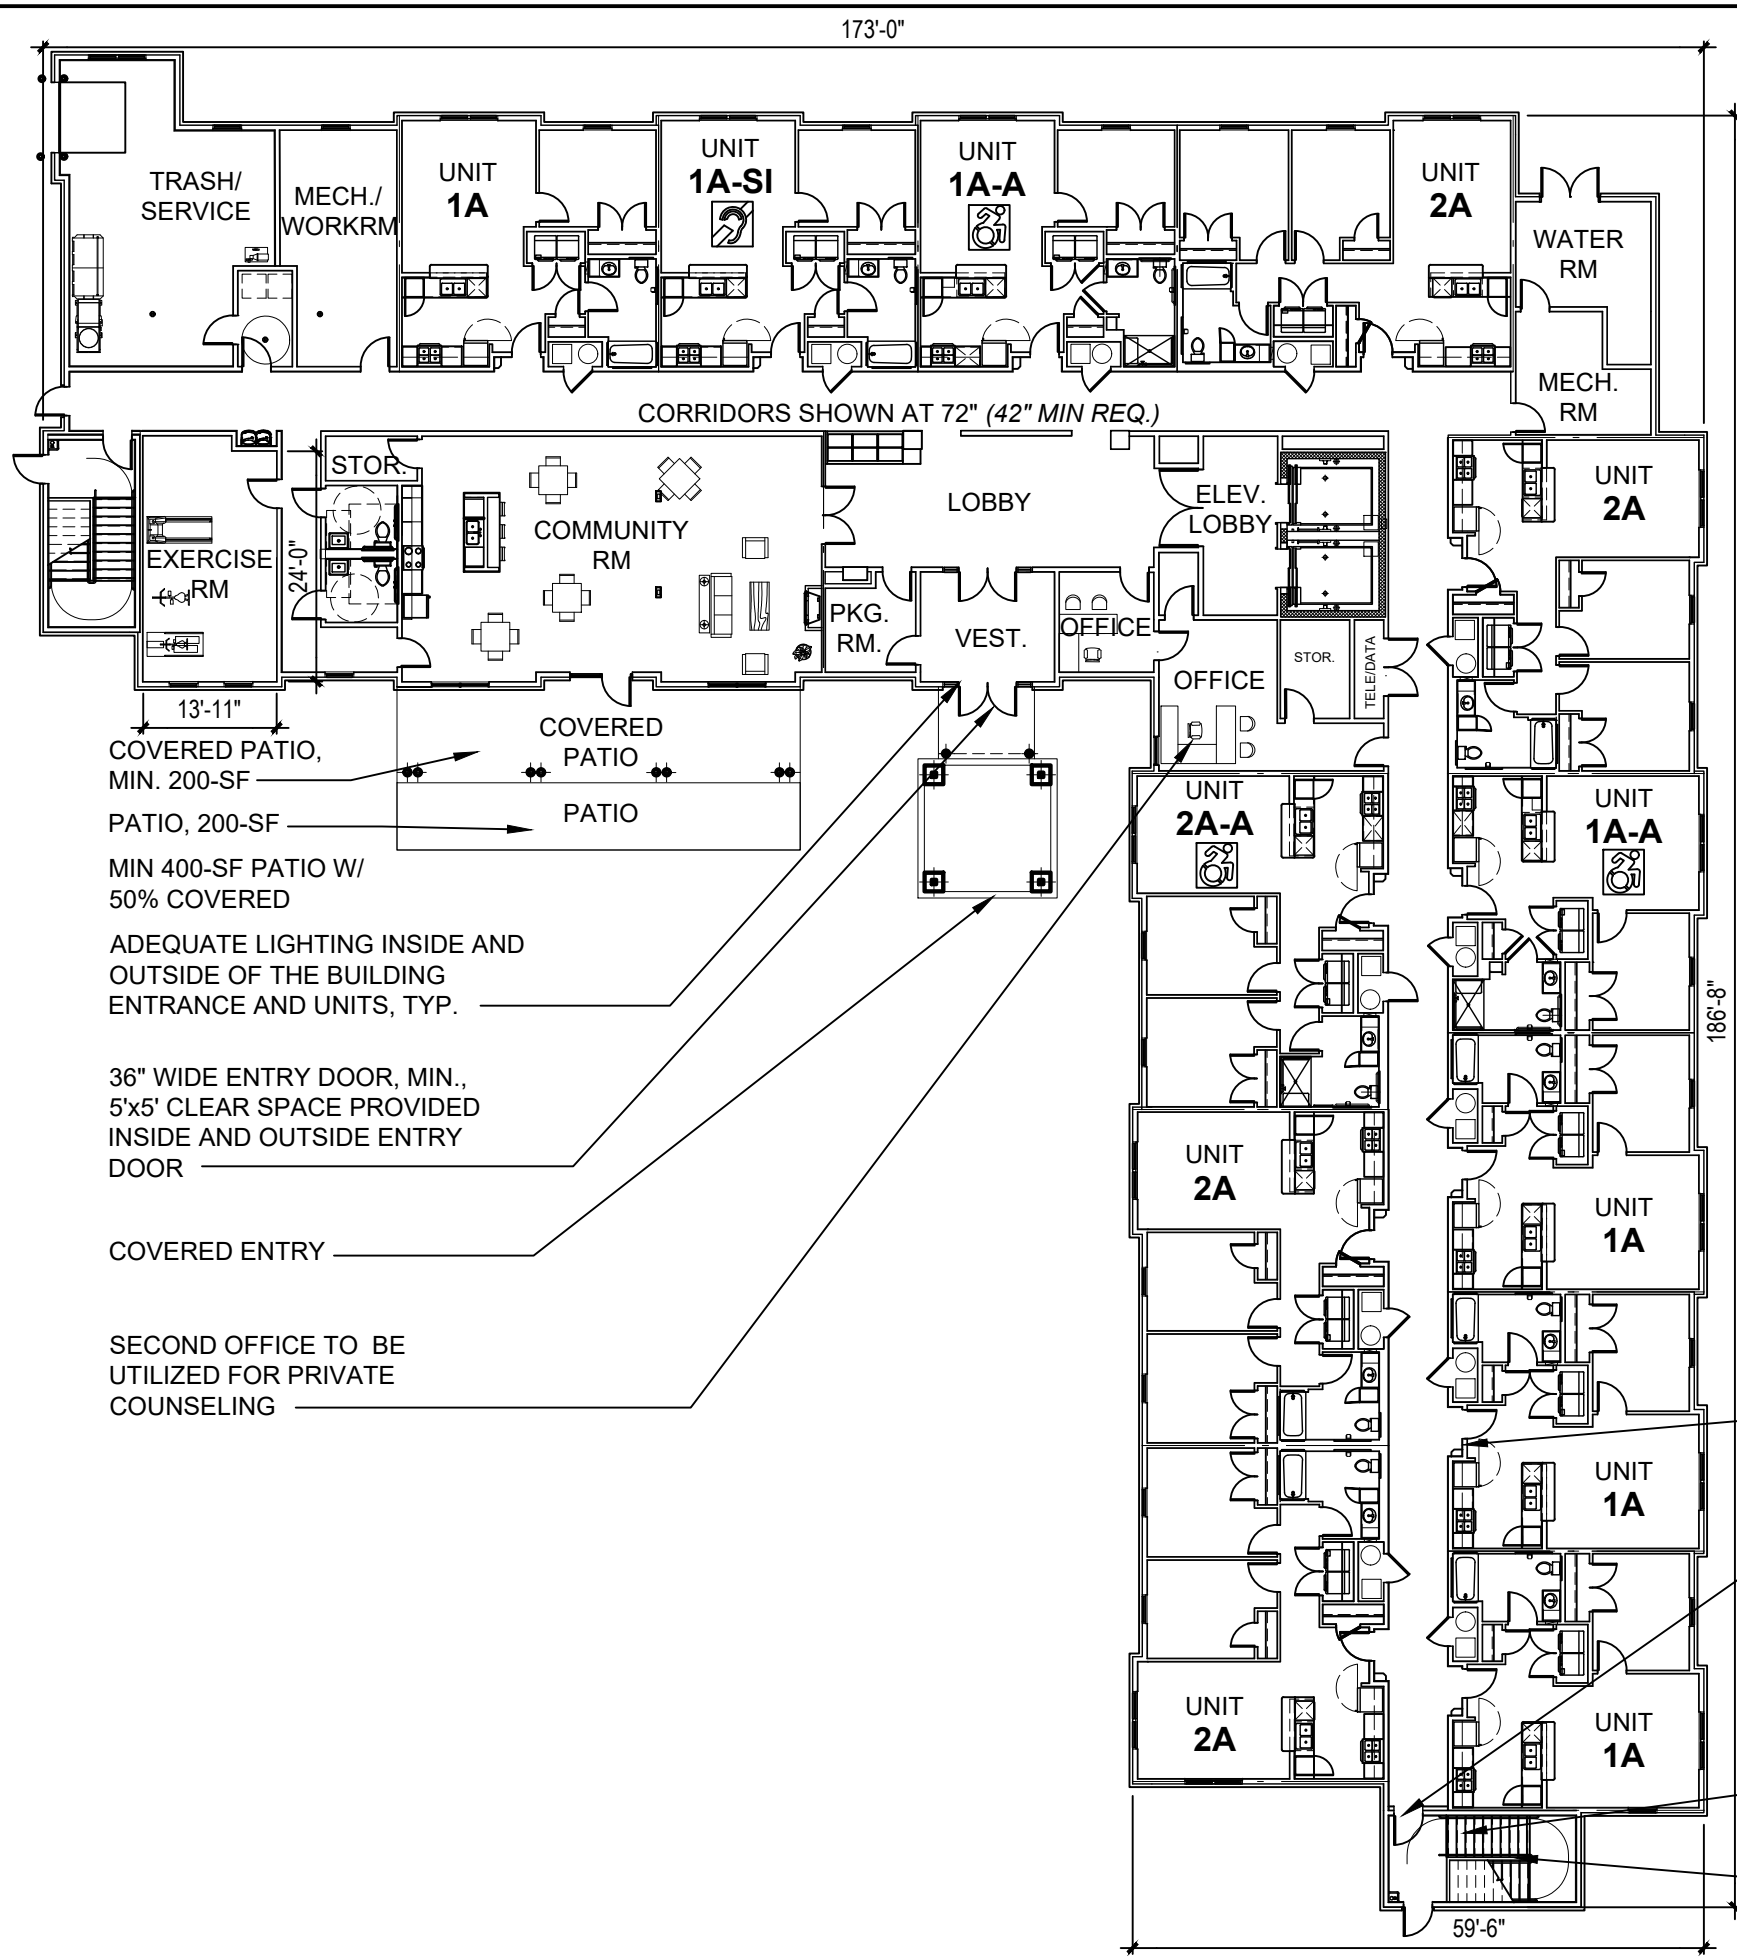 173'-0"
TRASH/
SERVICE
MECH./
WORKRM
UNIT
1A
UNIT
1A-SI
UNIT
1A-A
UNIT
2A
WATER
RM
MECH.
RM
CORRIDORS SHOWN AT 72" (42" MIN REQ.)
STOR.
EXERCISE
RM
24'-0"
COMMUNITY
RM
LOBBY
ELEV.
LOBBY
UNIT
2A
PKG.
RM.
VEST.
OFFICE
OFFICE
STOR.
TELE/DATA
13'-11"
COVERED
PATIO
PATIO
COVERED PATIO,
MIN. 200-SF
PATIO, 200-SF
MIN 400-SF PATIO W/
50% COVERED
ADEQUATE LIGHTING INSIDE AND
OUTSIDE OF THE BUILDING
ENTRANCE AND UNITS, TYP.
36" WIDE ENTRY DOOR, MIN.,
5'x5' CLEAR SPACE PROVIDED
INSIDE AND OUTSIDE ENTRY
DOOR
COVERED ENTRY
SECOND OFFICE TO BE
UTILIZED FOR PRIVATE
COUNSELING
UNIT
2A-A
UNIT
1A-A
186'-8"
UNIT
2A
UNIT
1A
UNIT
1A
UNIT
2A
UNIT
1A
59'-6"